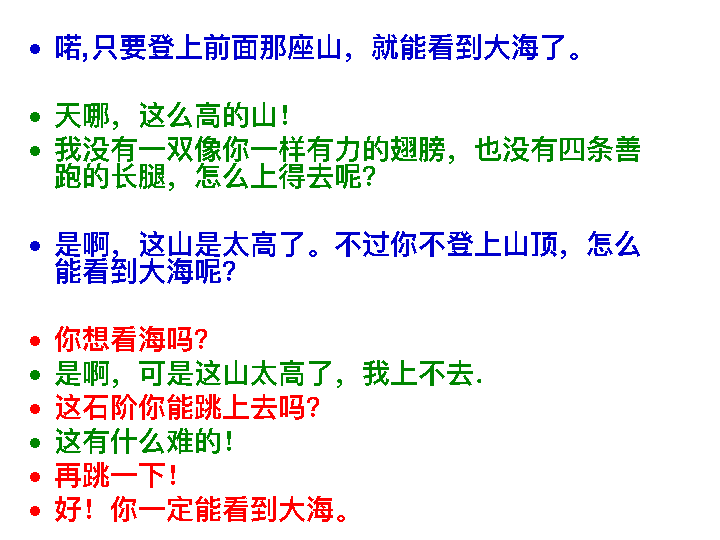 • 喏,只要登上前面那座山，就能看到大海了。
• 天哪，这么高的山！
• 我没有一双像你一样有力的翅膀，也没有四条善
跑的长腿，怎么上得去呢？
• 是啊，这山是太高了。不过你不登上山顶，怎么
能看到大海呢？
• 你想看海吗？
• 是啊，可是这山太高了，我上不去.
• 这石阶你能跳上去吗？
• 这有什么难的！
• 再跳一下！
• 好！你一定能看到大海。